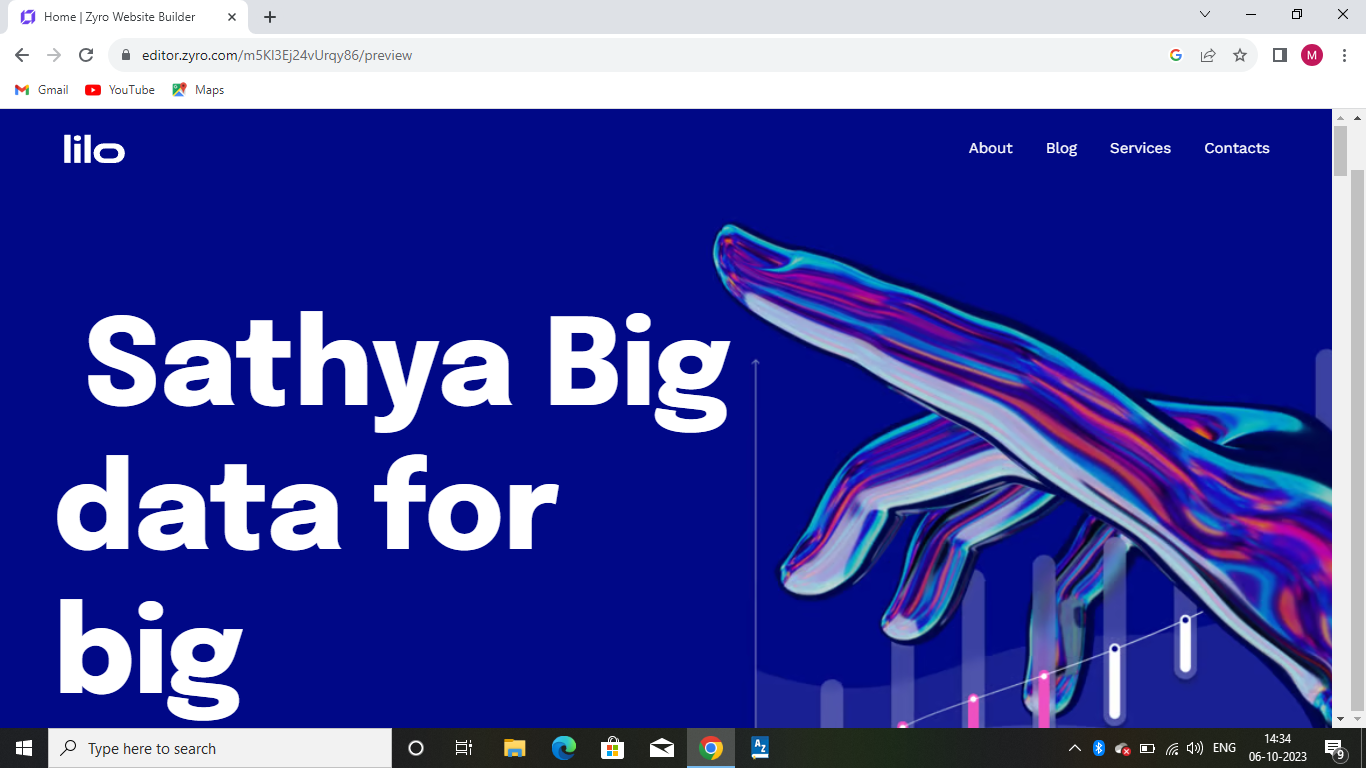 Home | Zyro Website Builder
editor.zyro.com/m5Kl3Ej24vUrqy86/preview
M
Gmail YouTube Maps
lilo
About Blog Services Contacts
Sathya Big
data for
big
Type here to search
A Z
ENG
14:34
06-10-2023
9